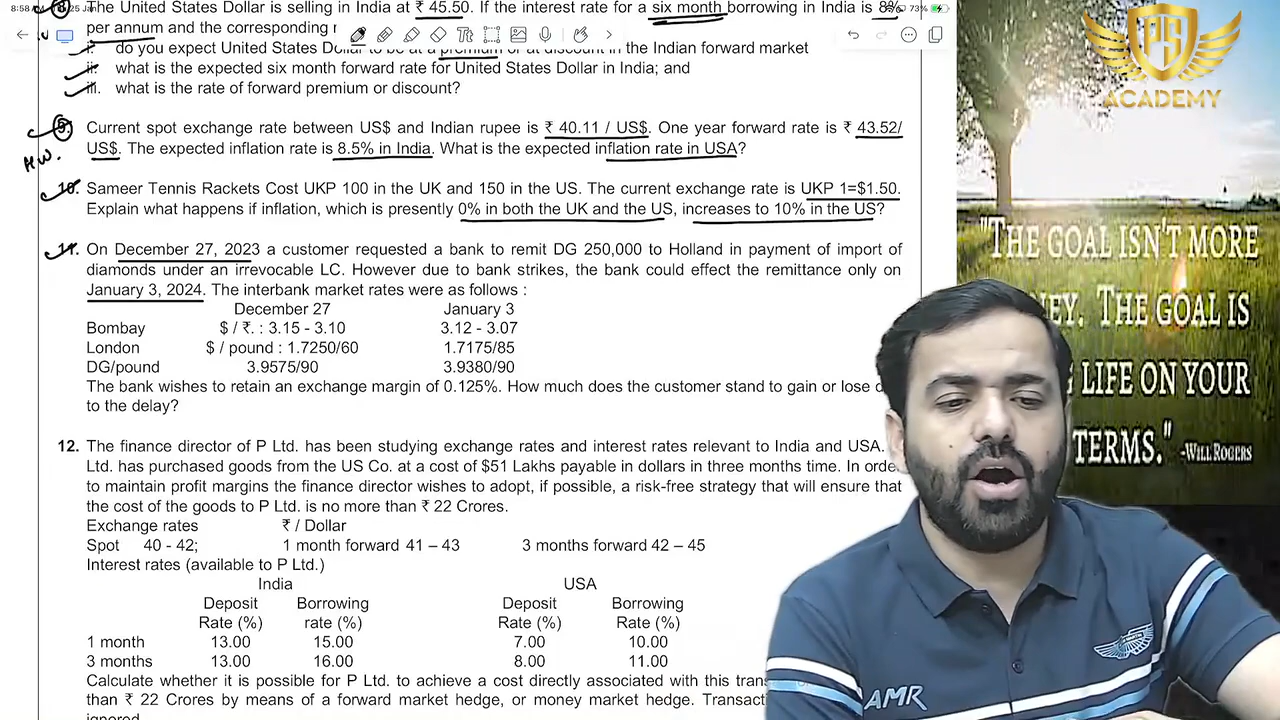 The United States Dollar is selling in India at ₹ 45.50. If the interest rate for a six month borrowing in India is 8%
per annum and the corresponding
8:58
73%
i. do you expect United States Dollar to be at a premium or at discount in the Indian forward market
ii. what is the expected six month forward rate for United States Dollar in India; and
iii. what is the rate of forward premium or discount?
9. Current spot exchange rate between US$ and Indian rupee is ₹ 40.11 / US$. One year forward rate is ₹ 43.52/
US$. The expected inflation rate is 8.5% in India. What is the expected inflation rate in USA?
HW.
10. Sameer Tennis Rackets Cost UKP 100 in the UK and 150 in the US. The current exchange rate is UKP 1=$1.50.
Explain what happens if inflation, which is presently 0% in both the UK and the US, increases to 10% in the US?
11. On December 27, 2023 a customer requested a bank to remit DG 250,000 to Holland in payment of import of
diamonds under an irrevocable LC. However due to bank strikes, the bank could effect the remittance only on
January 3, 2024. The interbank market rates were as follows :
December 27 January 3
Bombay $ / ₹. : 3.15 - 3.10 3.12 - 3.07
London $ / pound : 1.7250/60 1.7175/85
DG/pound 3.9575/90 3.9380/90
The bank wishes to retain an exchange margin of 0.125%. How much does the customer stand to gain or lose
to the delay?
12. The finance director of P Ltd. has been studying exchange rates and interest rates relevant to India and USA.
Ltd. has purchased goods from the US Co. at a cost of $51 Lakhs payable in dollars in three months time. In
to maintain profit margins the finance director wishes to adopt, if possible, a risk-free strategy that will ensure that
the cost of the goods to P Ltd. is no more than ₹ 22 Crores.
Exchange rates ₹ / Dollar
Spot 40 - 42; 1 month forward 41 – 43 3 months forward 42 – 45
Interest rates (available to P Ltd.)
India USA
Deposit Borrowing Deposit Borrowing
Rate (%) rate (%) Rate (%) Rate (%)
1 month 13.00 15.00 7.00 10.00
3 months 13.00 16.00 8.00 11.00
Calculate whether it is possible for P Ltd. to achieve a cost directly associated with this
than ₹ 22 Crores by means of a forward market hedge, or money market hedge.
ignored
PS
ACADEMY
"THE GOAL ISN'T MORE
THE GOAL IS
LIFE ON YOUR
TERMS." -WILL ROGERS
AMR